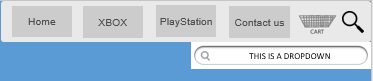 Home XBOX PlayStation Contact us
CART
THIS IS A DROPDOWN